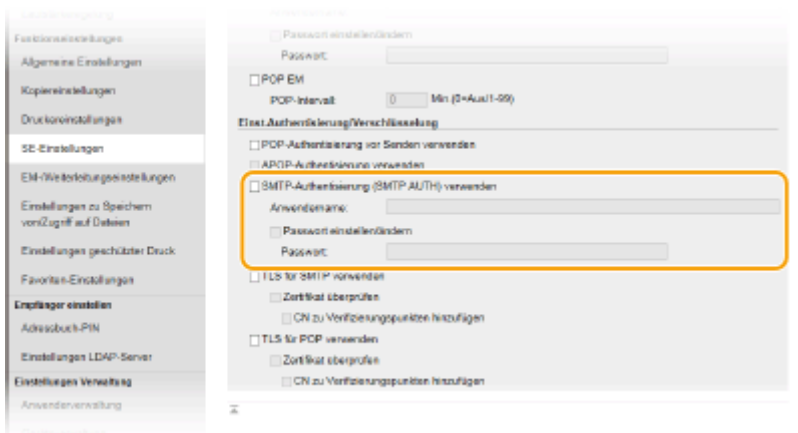 Funktionseinstellungen
Allgemeine Einstellungen
Kopiereinstellungen
Druckereinstellungen
SE-Einstellungen
EM-/Weiterleitungseinstellungen
Einstellungen zu Speichern
von/Zugriff auf Dateien
Einstellungen geschützter Druck
Favoriten-Einstellungen
Empfänger einstellen
Adressbuch-PIN
Einstellungen LDAP-Server
Einstellungen Verwaltung
Anwenderverwaltung
Passwort einstellen/ändern
Passwort:
POP EM
POP-Intervall: 0 Min.(0=Aus/1-99)
Einst.Authentisierung/Verschlüsselung
POP-Authentisierung vor Senden verwenden
APOP-Authentisierung verwenden
SMTP-Authentisierung (SMTP AUTH) verwenden
Anwendername:
Passwort einstellen/ändern
Passwort:
TLS für SMTP verwenden
Zertifikat überprüfen
CN zu Verifizierungspunkten hinzufügen
TLS für POP verwenden
Zertifikat überprüfen
CN zu Verifizierungspunkten hinzufügen